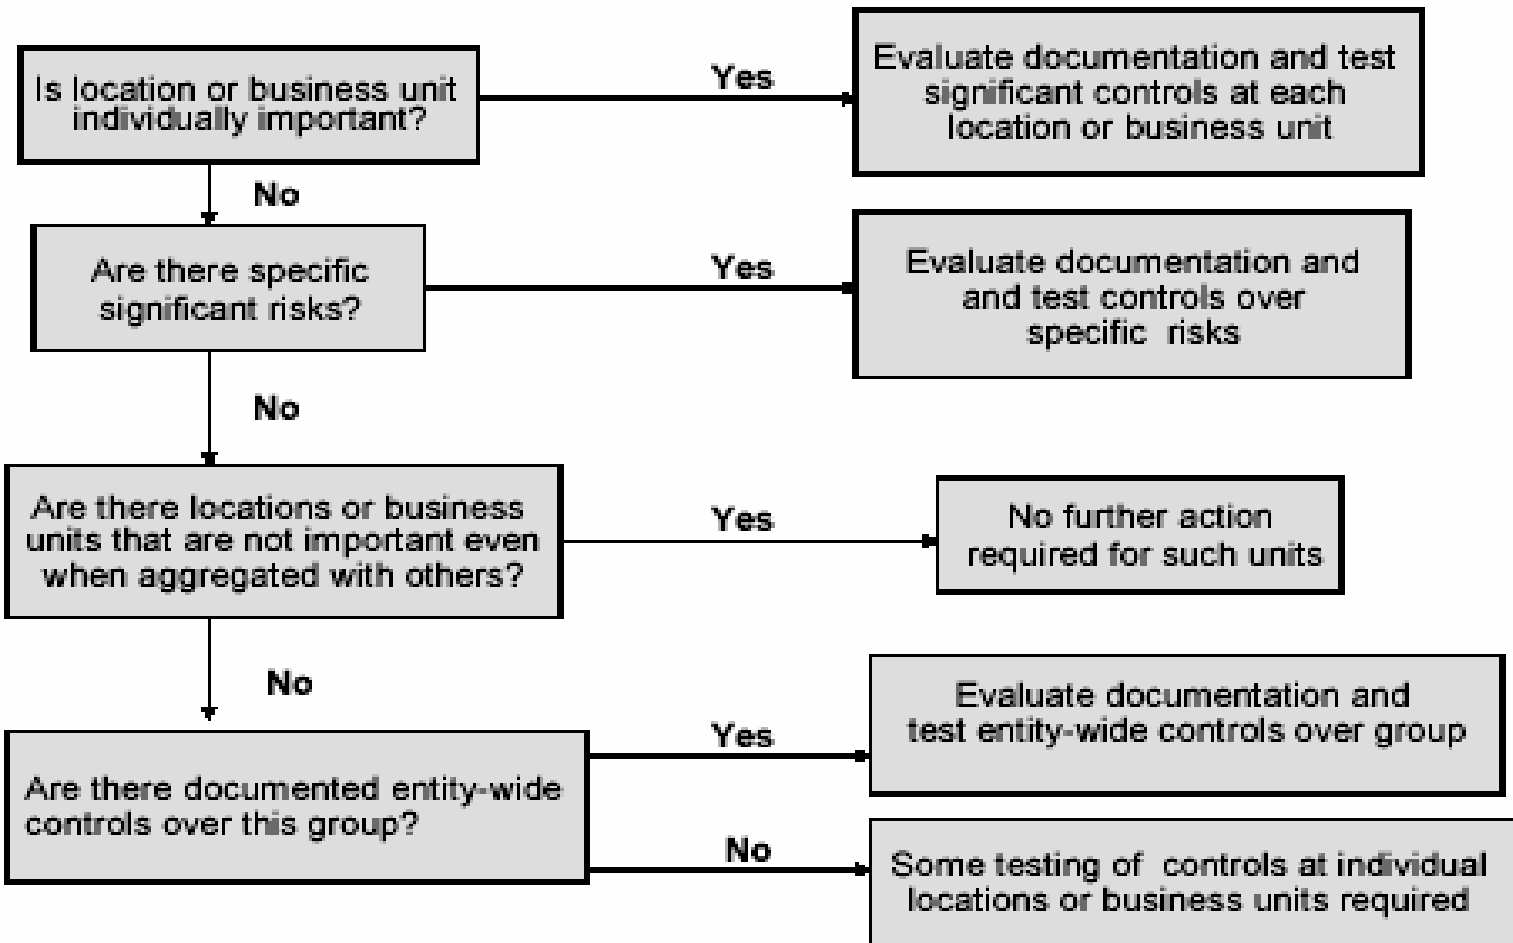 Is location or business unit
individually important?
Yes
Evaluate documentation and test
significant controls at each
location or business unit
No
Are there specific
significant risks?
Yes
Evaluate documentation and
and test controls over
specific risks
No
Are there locations or business
units that are not important even
when aggregated with others?
Yes
No further action
required for such units
No
Are there documented entity-wide
controls over this group?
Yes
Evaluate documentation and
test entity-wide controls over group
No
Some testing of controls at individual
locations or business units required